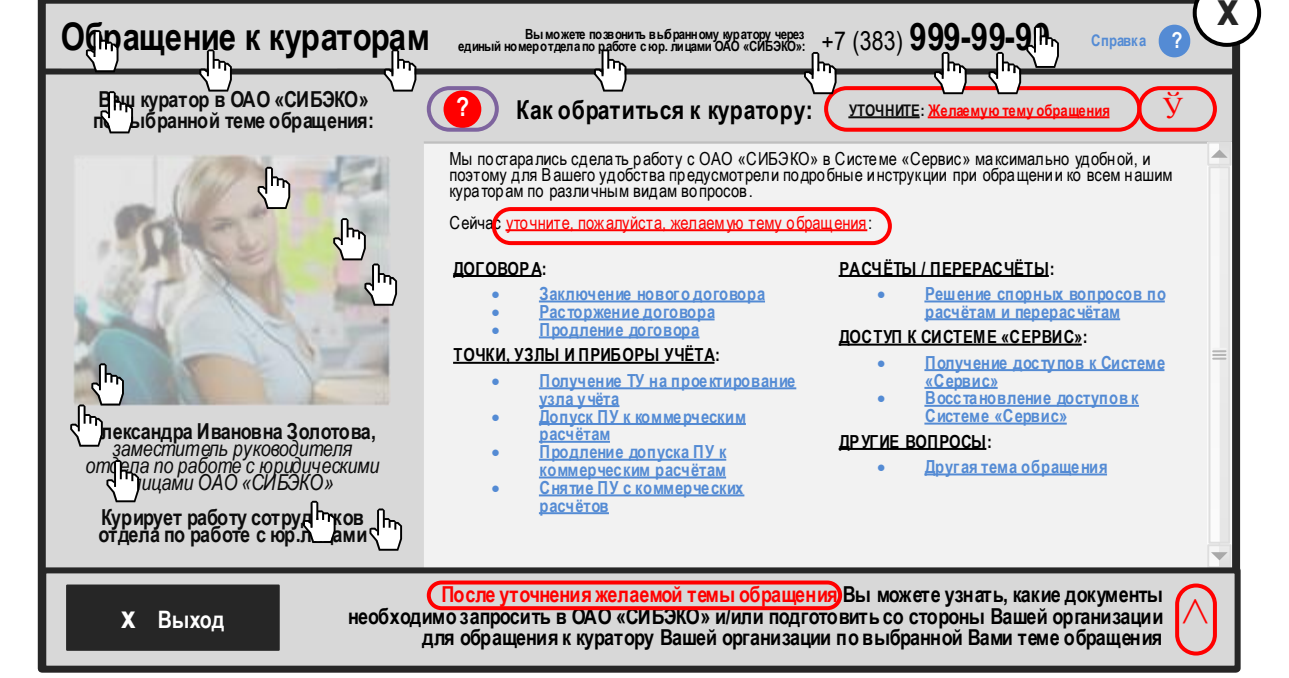 X
Обращение к кураторам
Вы можете позвонить выбранному куратору через
единый номер отдела по работе с юр. лицами ОАО «СИБЭКО»:
+7 (383) 999-99-99
Справка ?
Ваш куратор в ОАО «СИБЭКО»
по выбранной теме обращения:
?
Как обратиться к куратору:
УТОЧНИТЕ: Желаемую тему обращения
Ў
Мы постарались сделать работу с ОАО «СИБЭКО» в Системе «Сервис» максимально удобной, и
поэтому для Вашего удобства предусмотрели подробные инструкции при обращении ко всем нашим
кураторам по различным видам вопросов.
Сейчас уточните, пожалуйста, желаемую тему обращения:
ДОГОВОРА:
• Заключение нового договора
• Расторжение договора
• Продление договора
ТОЧКИ, УЗЛЫ И ПРИБОРЫ УЧЁТА:
• Получение ТУ на проектирование
узла учёта
• Допуск ПУ к коммерческим
расчётам
• Продление допуска ПУ к
коммерческим расчётам
• Снятие ПУ с коммерческих
расчётов
РАСЧЁТЫ / ПЕРЕРАСЧЁТЫ:
• Решение спорных вопросов по
расчётам и перерасчётам
ДОСТУП К СИСТЕМЕ «СЕРВИС»:
• Получение доступов к Системе
«Сервис»
• Восстановление доступов к
Системе «Сервис»
ДРУГИЕ ВОПРОСЫ:
• Другая тема обращения
Александра Ивановна Золотова,
заместитель руководителя
отдела по работе с юридическими
лицами ОАО «СИБЭКО»
Курирует работу сотрудников
отдела по работе с юр.лицами
X Выход
После уточнения желаемой темы обращения Вы можете узнать, какие документы
необходимо запросить в ОАО «СИБЭКО» и/или подготовить со стороны Вашей организации
для обращения к куратору Вашей организации по выбранной Вами теме обращения